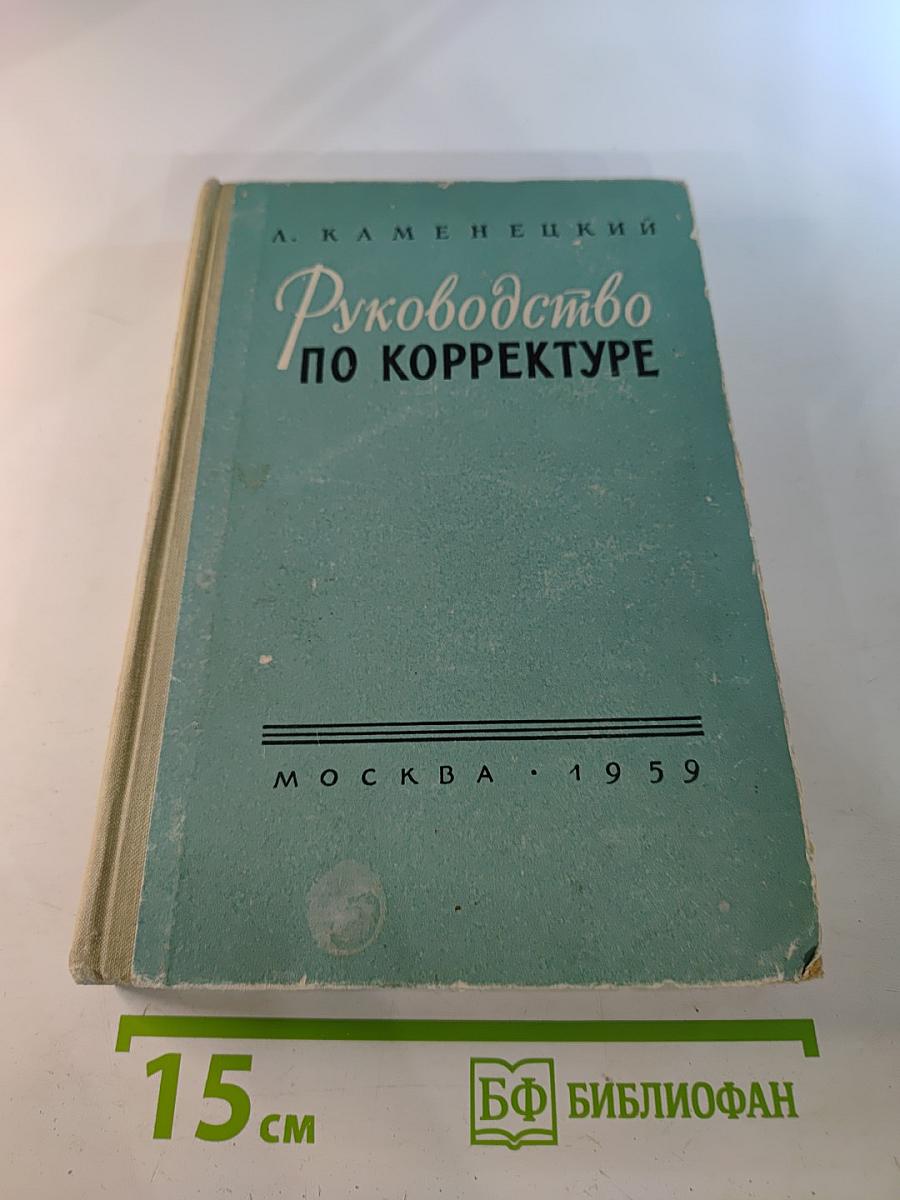 Л. КАМЕНЕЦКИЙ
Руководство
ПО КОРРЕКТУРЕ
МОСКВА · 1959
15 см
БФ БИБЛИОФАН